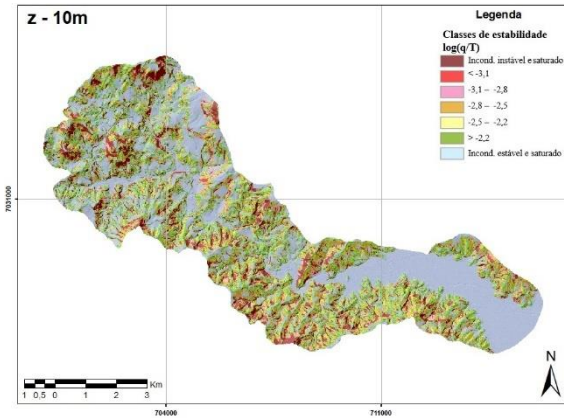 z - 10m
Legenda
Classes de estabilidade
log(q/T)
Incond. instável e saturado
< -3,1
-3,1 – -2,8
-2,8 – -2,5
-2,5 – -2,2
> -2,2
Incond. estável e saturado
7031000
N
1 0,5 0 1 2 3 Km
704000 711000